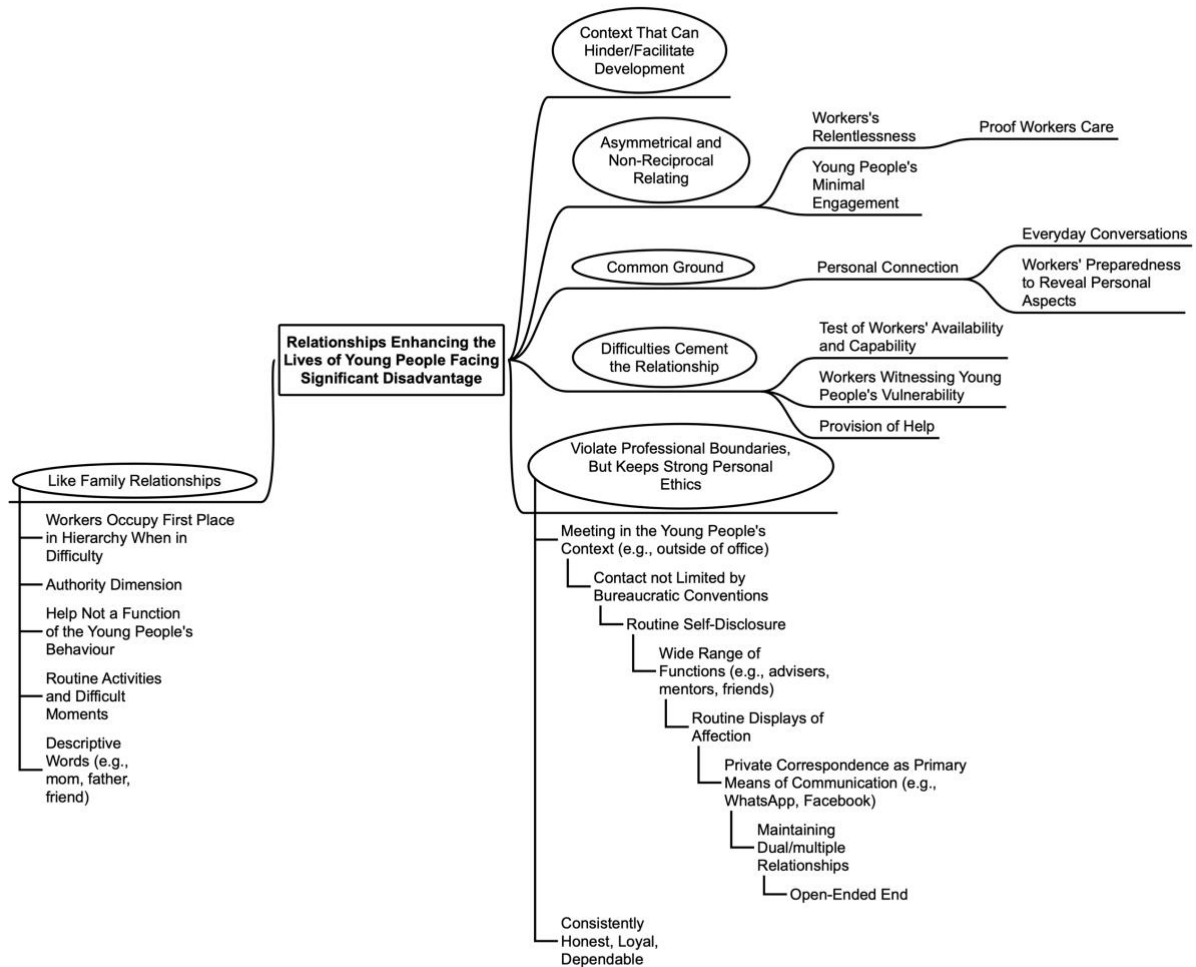 Context That Can
Hinder/Facilitate
Development
Asymmetrical and
Non-Reciprocal
Relating
Workers's
Relentlessness
Proof Workers Care
Young People's
Minimal
Engagement
Common Ground
Personal Connection
Everyday Conversations
Workers' Preparedness
to Reveal Personal
Aspects
Relationships Enhancing the
Lives of Young People Facing
Significant Disadvantage
Difficulties Cement
the Relationship
Test of Workers' Availability
and Capability
Workers Witnessing Young
People's Vulnerability
Provision of Help
Like Family Relationships
Workers Occupy First Place
in Hierarchy When in
Difficulty
Authority Dimension
Help Not a Function
of the Young People's
Behaviour
Routine Activities
and Difficult
Moments
Descriptive
Words (e.g.,
mom, father,
friend)
Violate Professional Boundaries,
But Keeps Strong Personal
Ethics
Meeting in the Young People's
Context (e.g., outside of office)
Contact not Limited by
Bureaucratic Conventions
Routine Self-Disclosure
Wide Range of
Functions (e.g., advisers,
mentors, friends)
Routine Displays of
Affection
Private Correspondence as Primary
Means of Communication (e.g.,
WhatsApp, Facebook)
Maintaining
Dual/multiple
Relationships
Open-Ended End
Consistently
Honest, Loyal,
Dependable